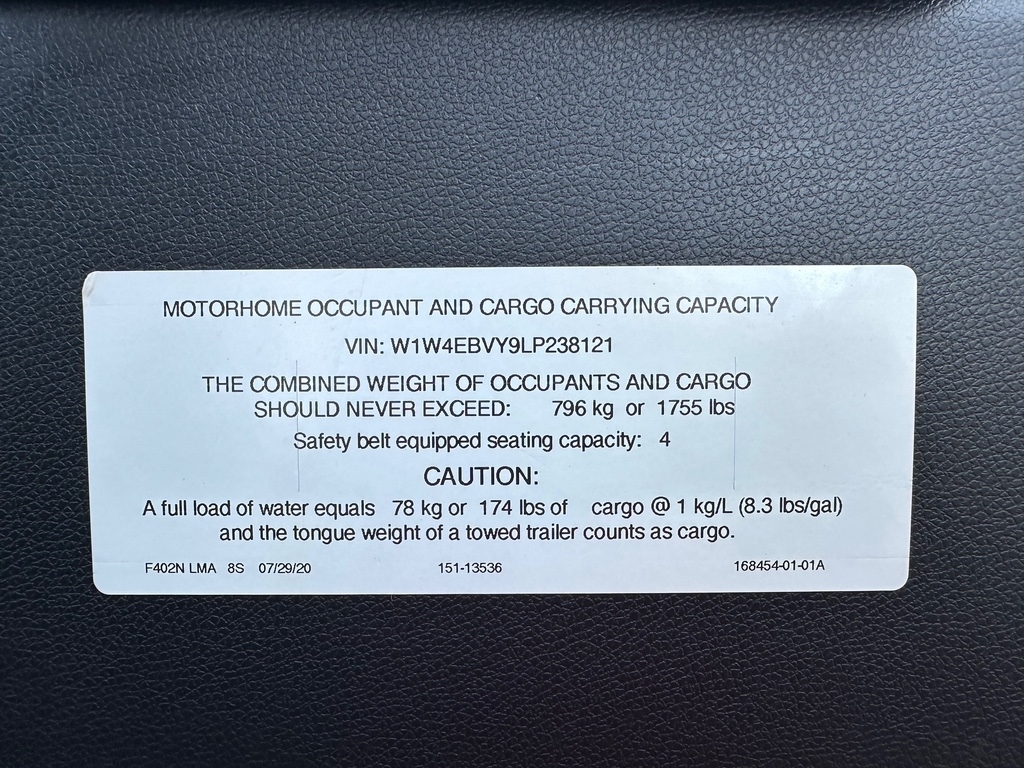 MOTORHOME OCCUPANT AND CARGO CARRYING CAPACITY
VIN: W1W4EBVY9LP238121
THE COMBINED WEIGHT OF OCCUPANTS AND CARGO
SHOULD NEVER EXCEED: 796 kg or 1755 lbs
Safety belt equipped seating capacity: 4
CAUTION:
A full load of water equals 78 kg or 174 lbs of cargo @ 1 kg/L (8.3 lbs/gal)
and the tongue weight of a towed trailer counts as cargo.
F402N LMA 8S 07/29/20 151-13536 168454-01-01A